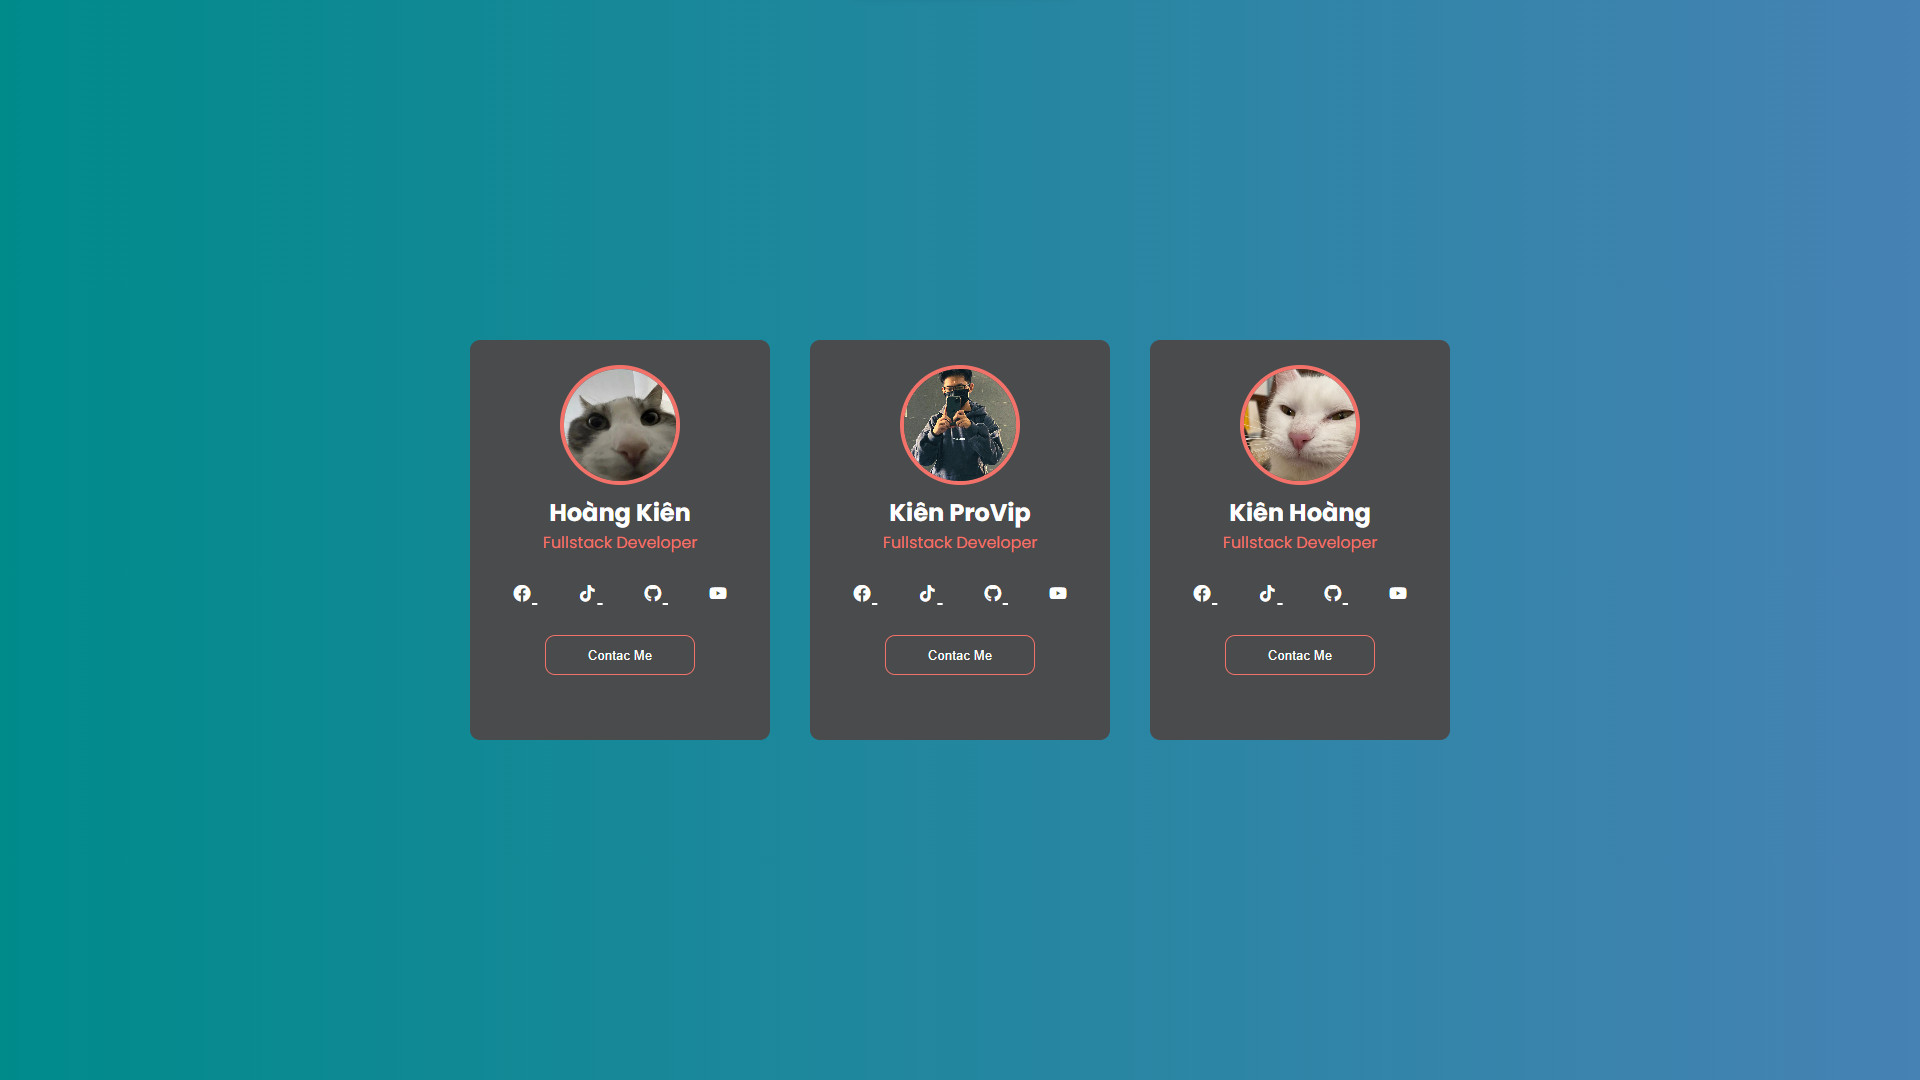 Hoàng Kiên
Fullstack Developer
Contac Me
Kiên ProVip
Fullstack Developer
Contac Me
Kiên Hoàng
Fullstack Developer
Contac Me